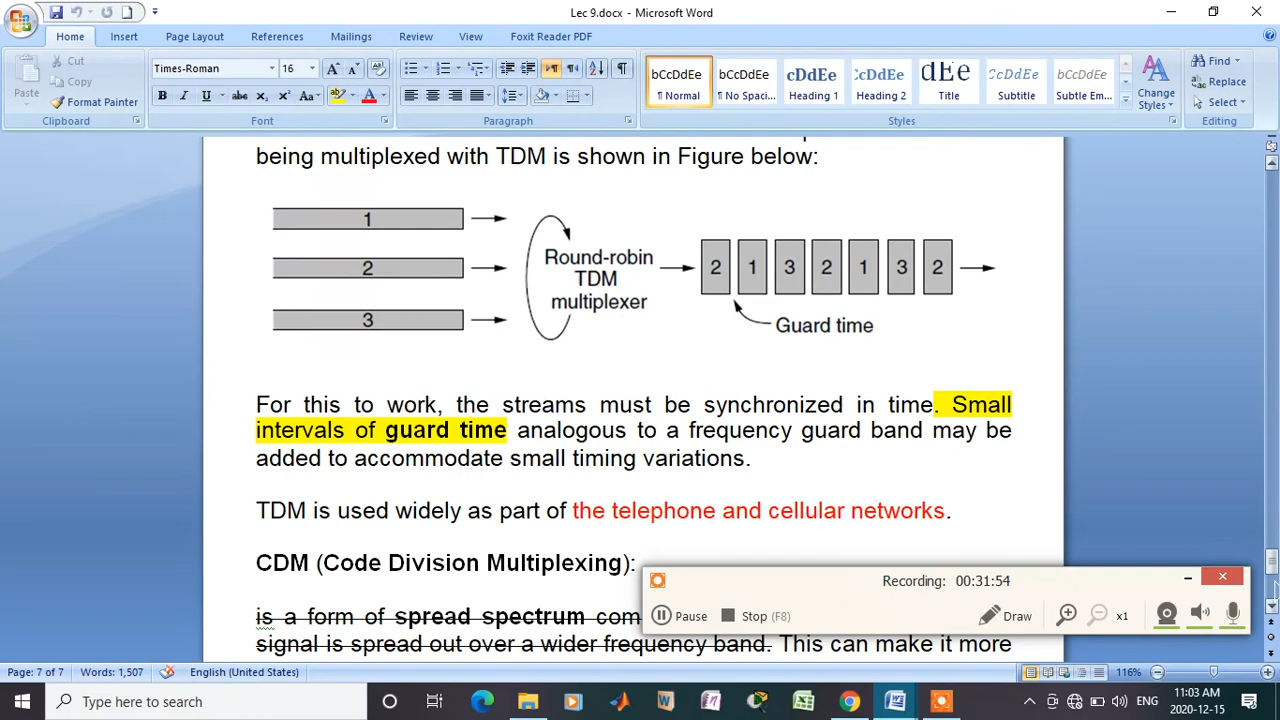 Lec 9.docx - Microsoft Word
Home Insert Page Layout References Mailings Review View Foxit Reader PDF
Paste
Cut
Copy
Format Painter
Clipboard
Times-Roman 16
Font
Paragraph
AaBbCcDdEe
¶ Normal
¶ No Spaci...
Heading 1
Heading 2
Title
Subtitle
Subtle Em...
Change
Styles
Styles
Find
Replace
Select
Editing
being multiplexed with TDM is shown in Figure below:
1
2
3
Round-robin
TDM
multiplexer
2 1 3 2 1 3 2
Guard time
For this to work, the streams must be synchronized in time. Small
intervals of guard time analogous to a frequency guard band may be
added to accommodate small timing variations.
TDM is used widely as part of the telephone and cellular networks.
CDM (Code Division Multiplexing):
is a form of spread spectrum com
signal is spread out over a wider frequency band. This can make it more
Recording: 00:31:54
Pause Stop (F8) Draw x1
Page: 7 of 7 Words: 1,507 English (United States) 116%
Type here to search
ENG
11:03 AM
2020-12-15